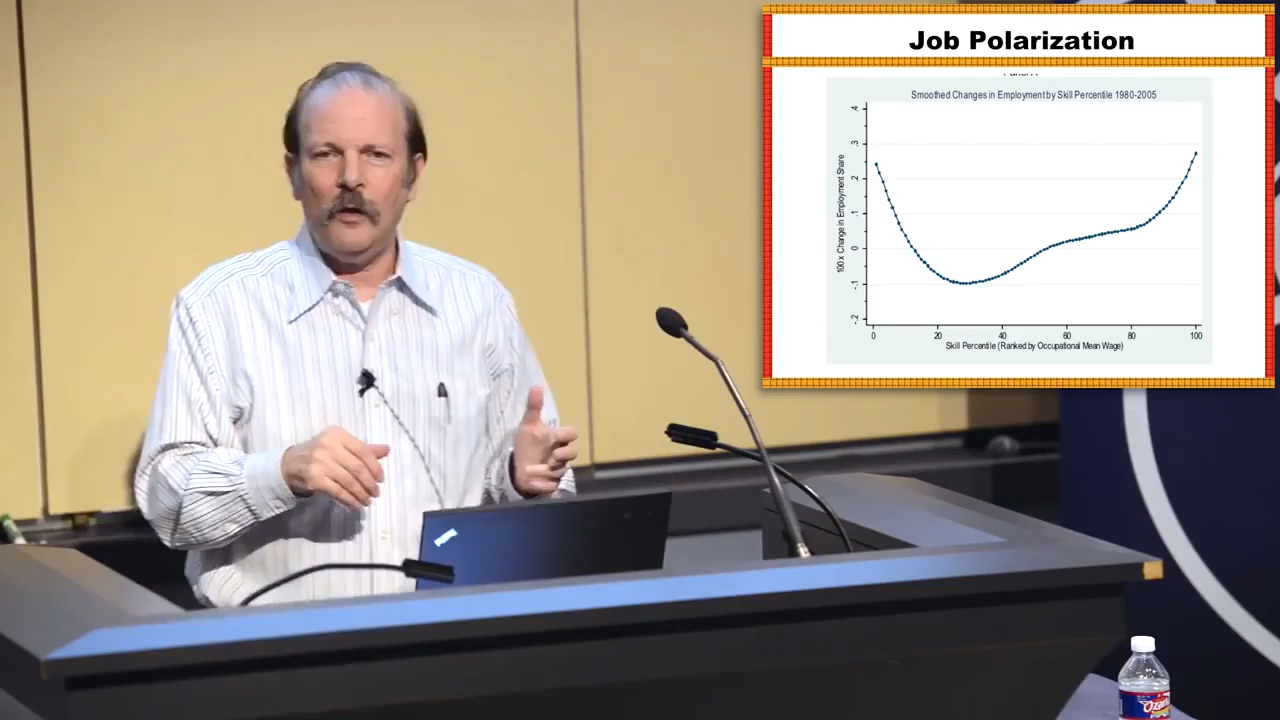 Job Polarization
Smoothed Changes in Employment by Skill Percentile 1980-2005
100 x Change in Employment Share
.4
.3
.2
.1
0
-.1
-.2
0 20 40 60 80 100
Skill Percentile (Ranked by Occupational Mean Wage)